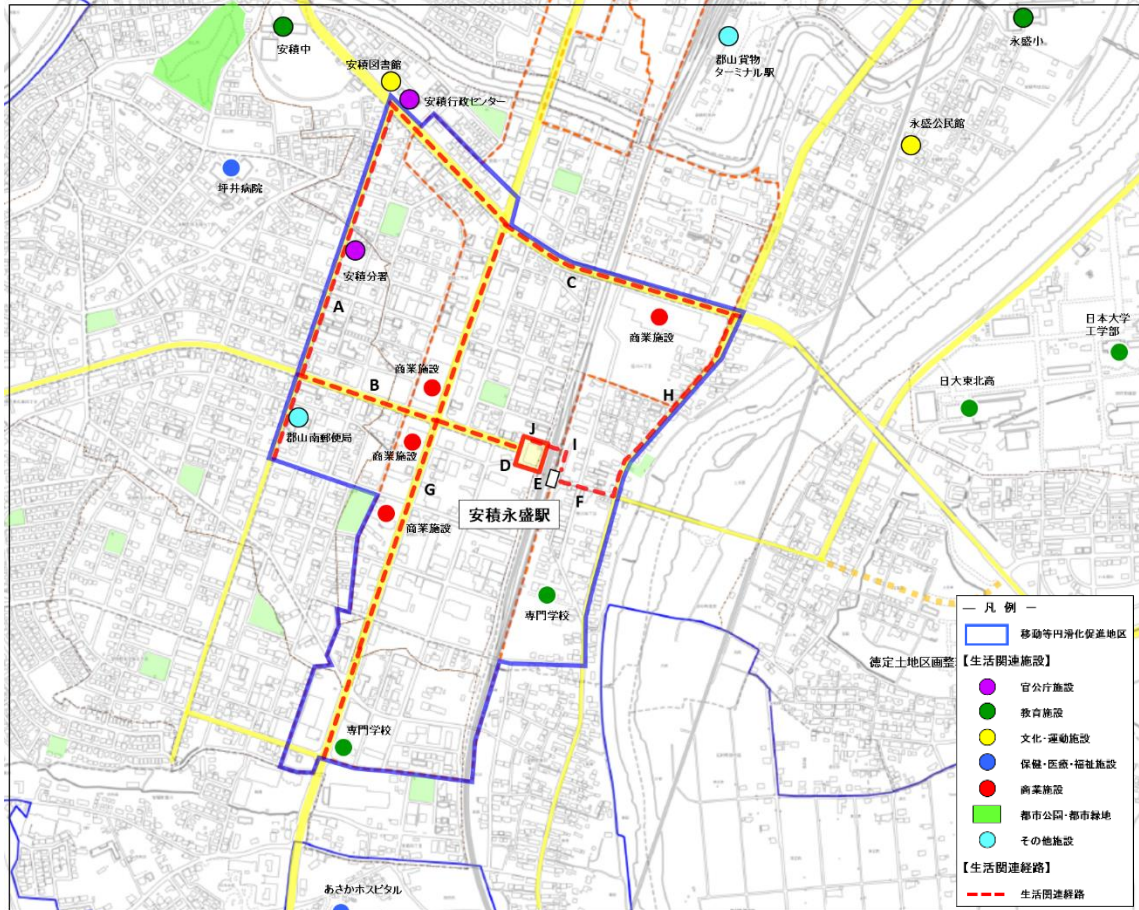 安積中
永盛小
郡山貨物
ターミナル駅
安積図書館
安積行政センター
永盛公民館
坪井病院
安積分署
A
C
商業施設
日本大学
工学部
B
商業施設
日大東北高
H
郡山南郵便局
商業施設
J
I
D
E
G
F
安積永盛駅
商業施設
専門学校
専門学校
徳定土地区画整
あさかホスピタル
― 凡 例 ―
移動等円滑化促進地区
【生活関連施設】
官公庁施設
教育施設
文化・運動施設
保健・医療・福祉施設
商業施設
都市公園・都市緑地
その他施設
【生活関連経路】
生活関連経路